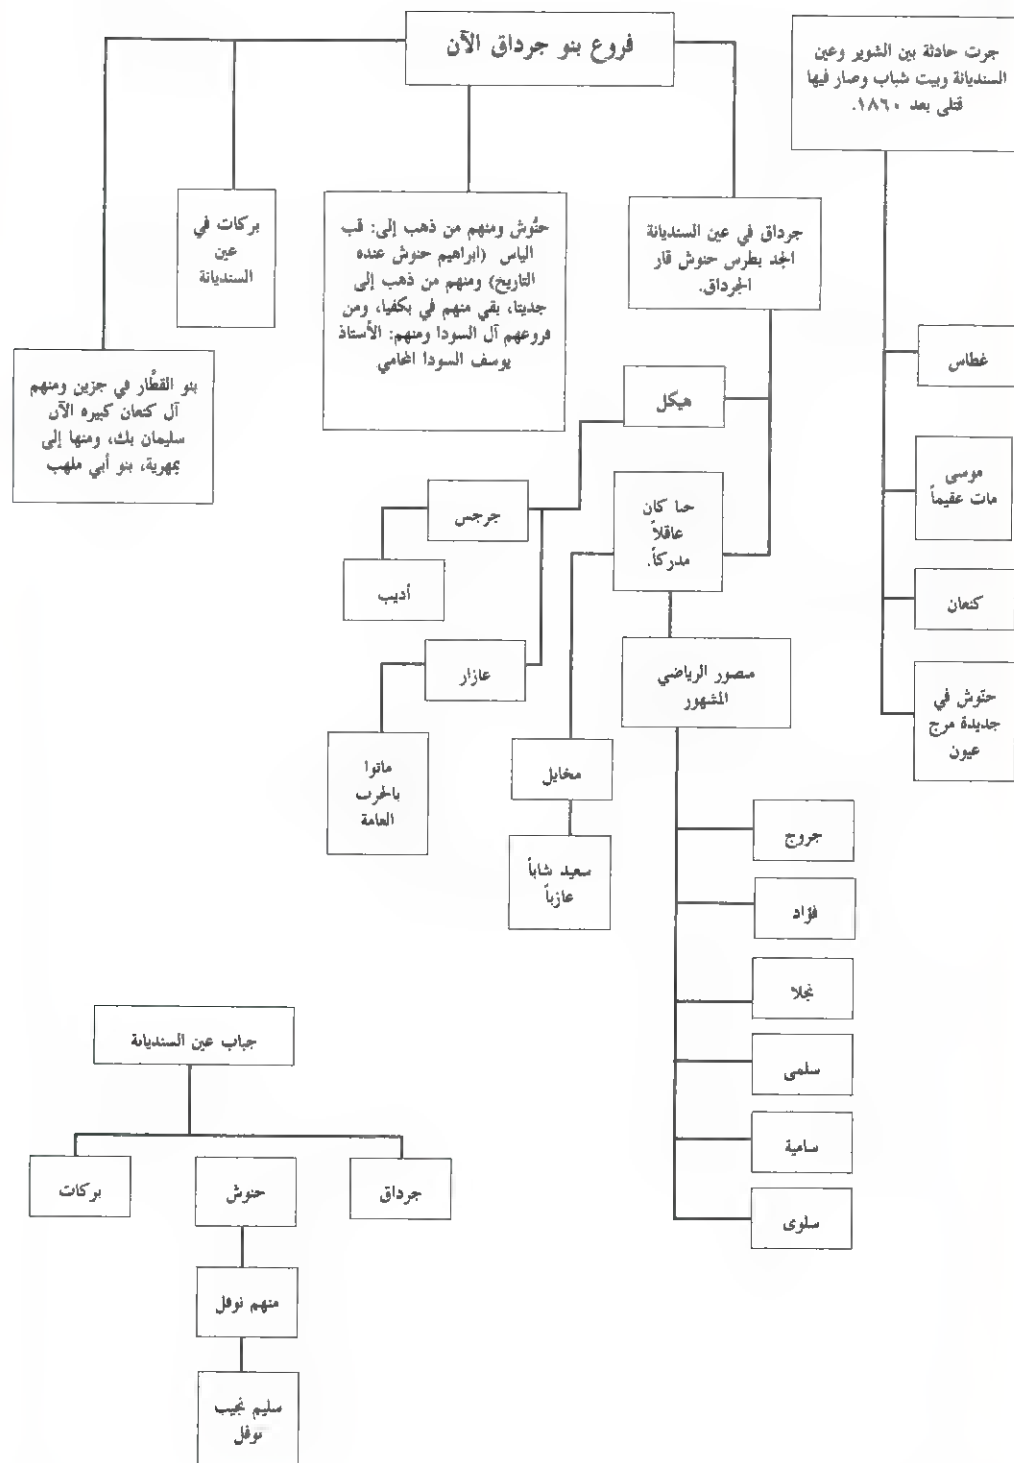 فروع بنو جرداق الآن
جرت حادثة بين الشوير وعين
السنديانة وبيت شباب وصار فيها
قتلى بعد ١٨٦٠.
جرداق في عين السنديانة
الجد بطرس حنوش قار
الجرداق.
حنُّوش ومنهم من ذهب إلى: قب
الياس (ابراهيم حنوش عنده
التاريخ) ومنهم من ذهب إلى
جديتا، بقي منهم في بكفيا، ومن
فروعهم آل السودا ومنهم: الأستاذ
يوسف السودا المحامي
بركات في
عين
السنديانة
بنو القطَّار في جزين ومنهم
آل كنعان كبيره الآن
سليمان بك، ومنها إلى
يمهرية، بنو أبي ملهب
غطاس
موسى
مات عقيماً
كنعان
حنّوش في
جديدة مرج
عيون
هيكل
حنا كان
عاقلاً
مدركاً.
جرجس
أديب
عازار
ماتوا
بالحرب
العامة
منصور الرياضي
المشهور
مخايل
سعيد شاباً
عازباً
جروج
فؤاد
نجلا
سلمى
سامية
سلوى
جباب عين السنديانة
جرداق
حنوش
بركات
منهم نوفل
سليم نجيب
نوفل